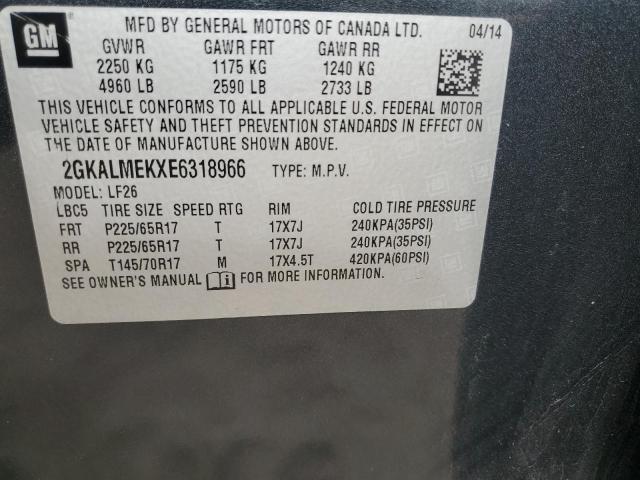 GM
MFD BY GENERAL MOTORS OF CANADA LTD. 04/14
GVWR GAWR FRT GAWR RR
2250 KG 1175 KG 1240 KG
4960 LB 2590 LB 2733 LB
THIS VEHICLE CONFORMS TO ALL APPLICABLE U.S. FEDERAL MOTOR
VEHICLE SAFETY AND THEFT PREVENTION STANDARDS IN EFFECT ON
THE DATE OF MANUFACTURE SHOWN ABOVE.
2GKALMEKXE6318966 TYPE: M.P.V.
MODEL: LF26
LBC5 TIRE SIZE SPEED RTG RIM COLD TIRE PRESSURE
FRT P225/65R17 T 17X7J 240KPA(35PSI)
RR P225/65R17 T 17X7J 240KPA(35PSI)
SPA T145/70R17 M 17X4.5T 420KPA(60PSI)
SEE OWNER'S MANUAL FOR MORE INFORMATION.